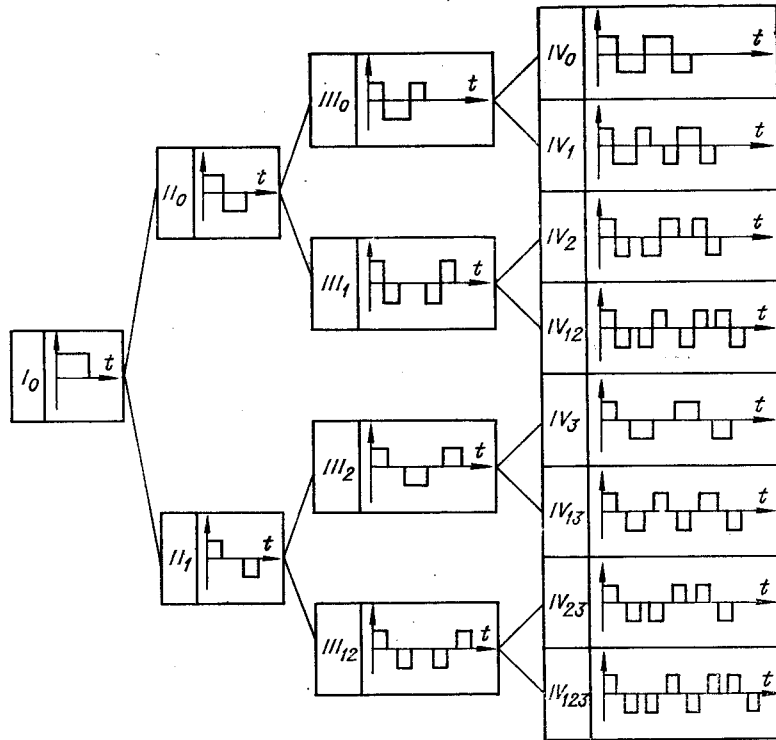 I₀ t
II₀ t
II₁ t
III₀ t
III₁ t
III₂ t
III₁₂ t
IV₀ t
IV₁ t
IV₂ t
IV₁₂ t
IV₃ t
IV₁₃ t
IV₂₃ t
IV₁₂₃ t